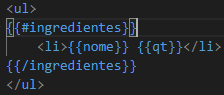 <ul>
{{#ingredientes}}
<li>{{nome}} {{qt}}</li>
{{/ingredientes}}
</ul>